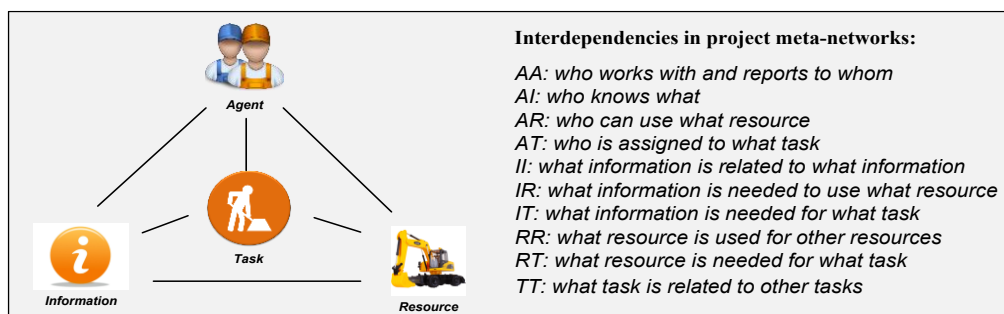 Agent
Task
Information
Resource
Interdependencies in project meta-networks:
AA: who works with and reports to whom
AI: who knows what
AR: who can use what resource
AT: who is assigned to what task
II: what information is related to what information
IR: what information is needed to use what resource
IT: what information is needed for what task
RR: what resource is used for other resources
RT: what resource is needed for what task
TT: what task is related to other tasks